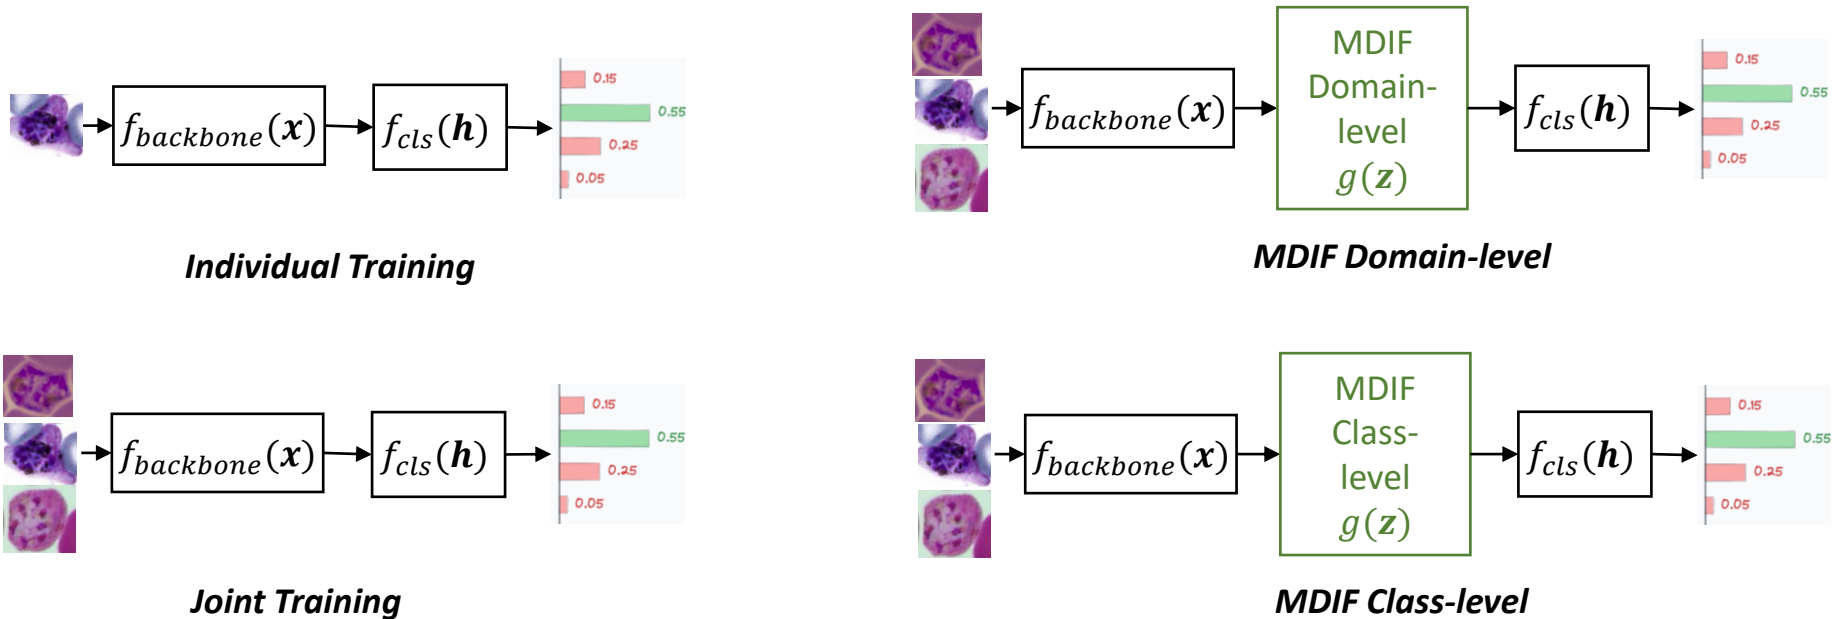 f_backbone(x)
f_cls(h)
0.15
0.55
0.25
0.05
Individual Training
f_backbone(x)
MDIF
Domain-
level
g(z)
f_cls(h)
0.15
0.55
0.25
0.05
MDIF Domain-level
f_backbone(x)
f_cls(h)
0.15
0.55
0.25
0.05
Joint Training
f_backbone(x)
MDIF
Class-
level
g(z)
f_cls(h)
0.15
0.55
0.25
0.05
MDIF Class-level